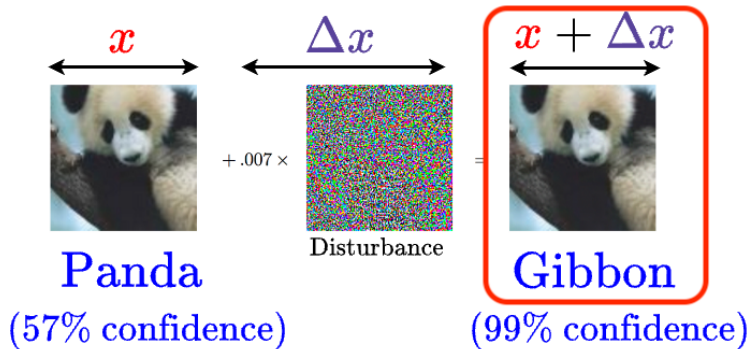 x
Δx
x + Δx
+ .007 ×
=
Disturbance
Panda
Gibbon
(57% confidence)
(99% confidence)